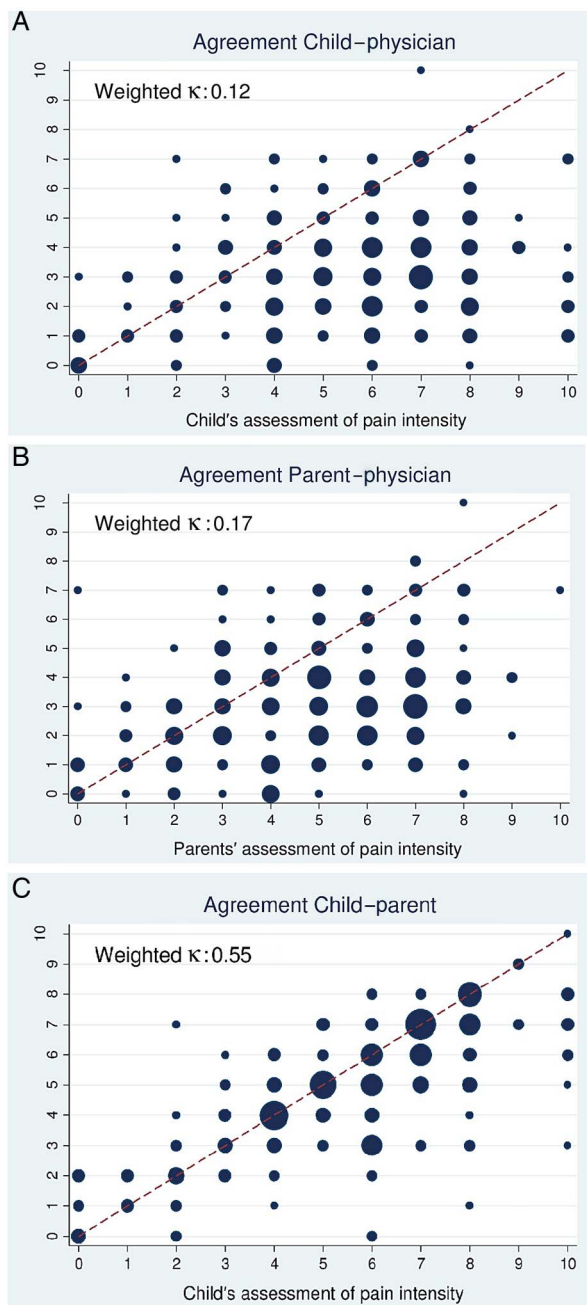 A
Agreement Child–physician
Weighted κ:0.12
10
9
8
7
6
5
4
3
2
1
0
0 1 2 3 4 5 6 7 8 9 10
Child's assessment of pain intensity
B
Agreement Parent–physician
Weighted κ:0.17
10
9
8
7
6
5
4
3
2
1
0
0 1 2 3 4 5 6 7 8 9 10
Parents' assessment of pain intensity
C
Agreement Child–parent
Weighted κ:0.55
10
9
8
7
6
5
4
3
2
1
0
0 1 2 3 4 5 6 7 8 9 10
Child's assessment of pain intensity